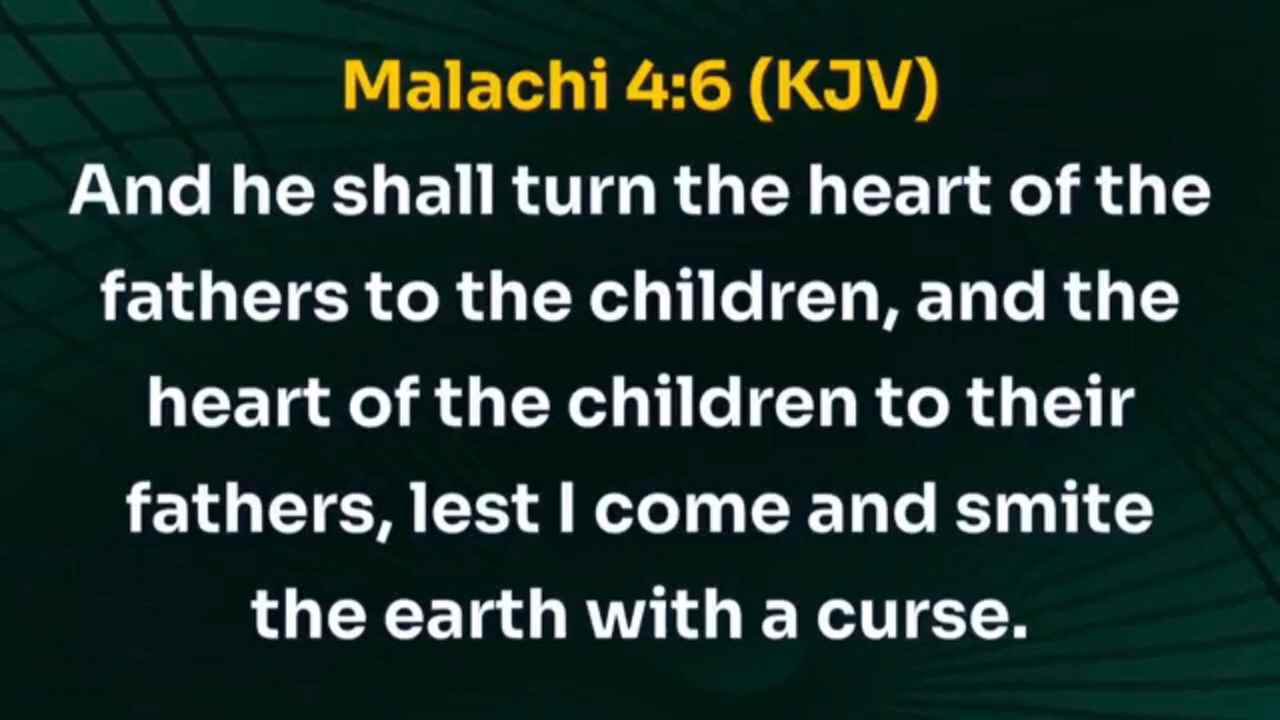 Malachi 4:6 (KJV)
And he shall turn the heart of the
fathers to the children, and the
heart of the children to their
fathers, lest I come and smite
the earth with a curse.